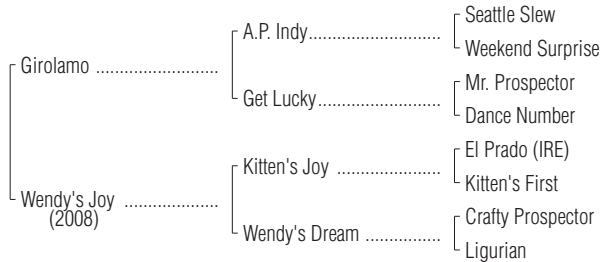 Seattle Slew
A.P. Indy..............................
Weekend Surprise
Girolamo ............................
Mr. Prospector
Get Lucky............................
Dance Number
El Prado (IRE)
Kitten's Joy .......................
Kitten's First
Wendy's Joy .....................
(2008)
Crafty Prospector
Wendy's Dream .................
Ligurian